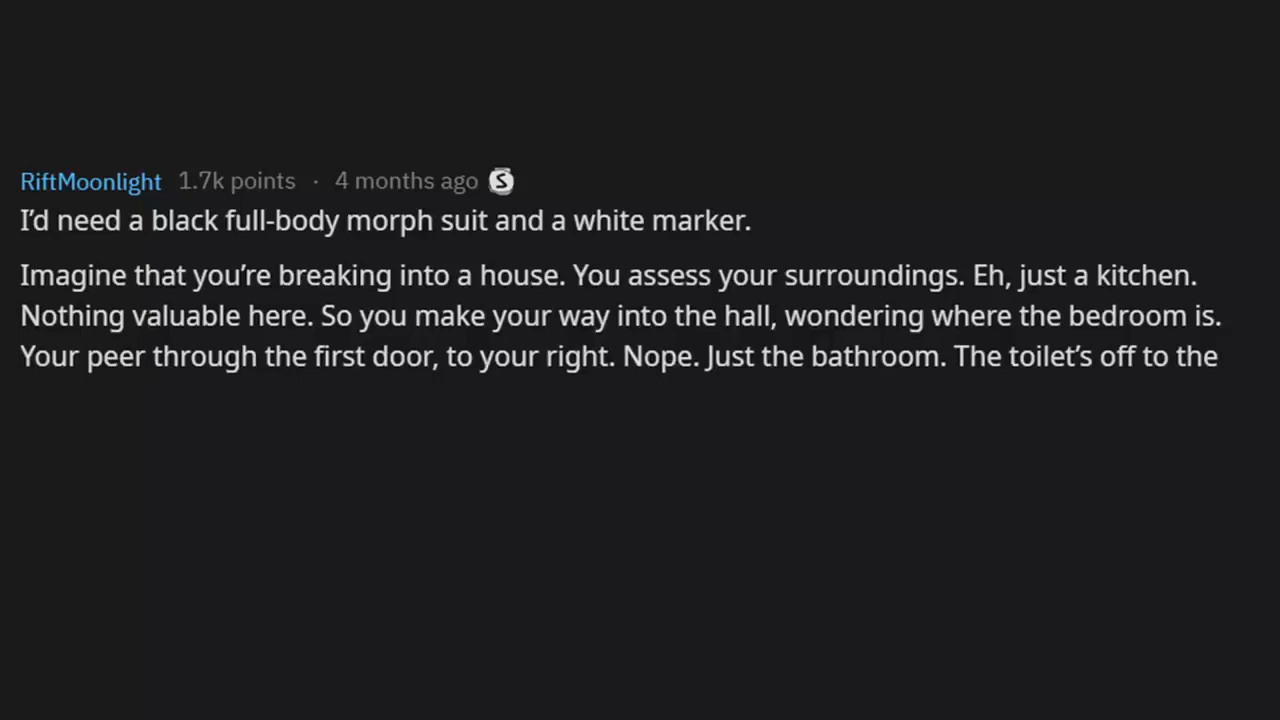 RiftMoonlight 1.7k points · 4 months ago S
I’d need a black full-body morph suit and a white marker.
Imagine that you’re breaking into a house. You assess your surroundings. Eh, just a kitchen.
Nothing valuable here. So you make your way into the hall, wondering where the bedroom is.
Your peer through the first door, to your right. Nope. Just the bathroom. The toilet’s off to the